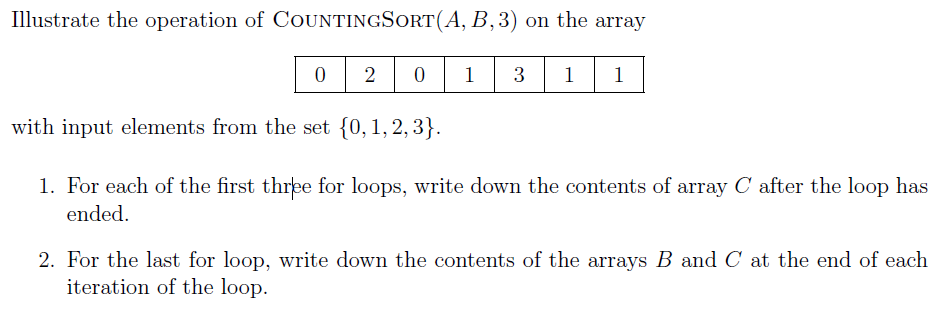 Illustrate the operation of COUNTINGSORT(A, B, 3) on the array
0 2 0 1 3 1 1
with input elements from the set {0, 1, 2, 3}.
1. For each of the first three for loops, write down the contents of array C after the loop has
ended.
2. For the last for loop, write down the contents of the arrays B and C at the end of each
iteration of the loop.